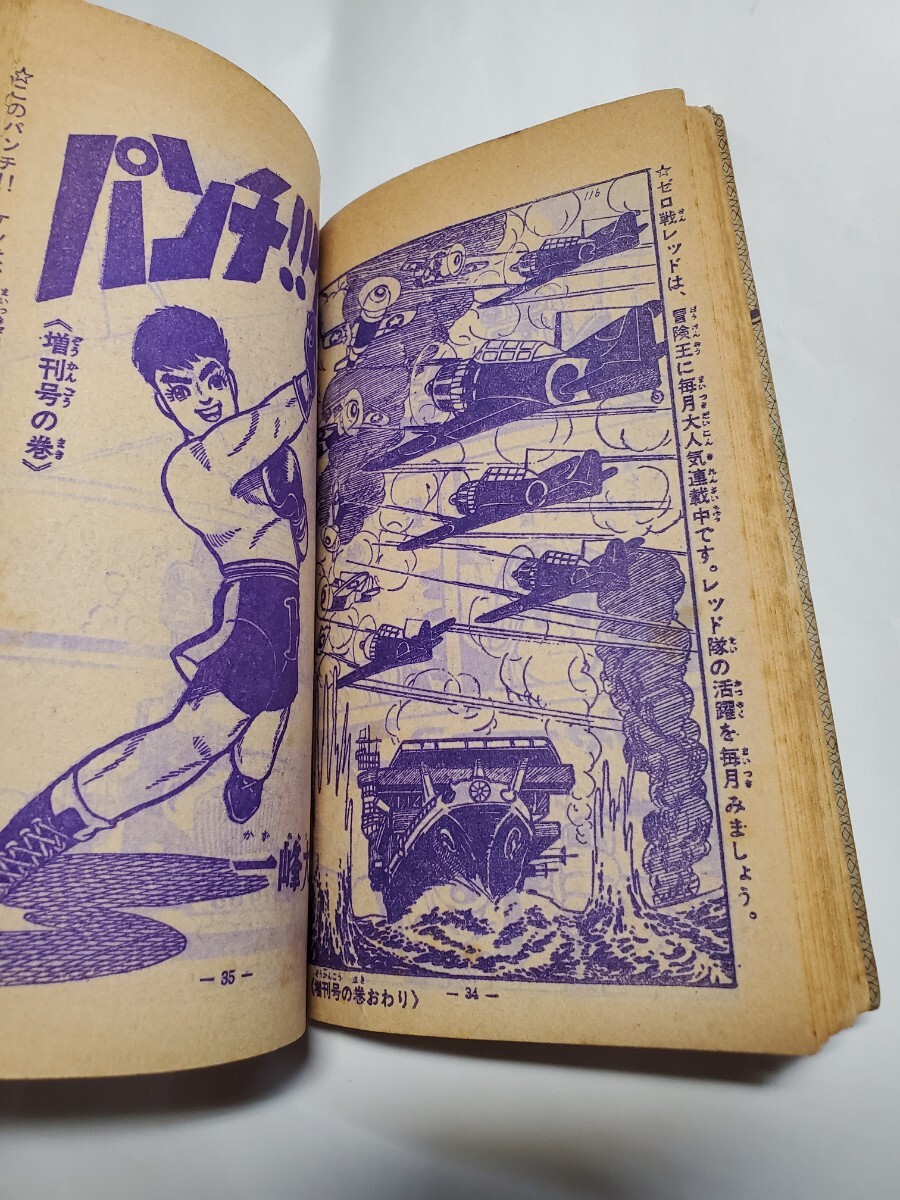 ☆ゼロ戦レッドは、冒険王に毎月大人気連載中です。レッド隊の活躍を毎月みましょう。
116
《増刊号の巻おわり》
— 34 —
☆このパンチ!!
パンチ!!
《増刊号の巻》
一峰
— 35 —